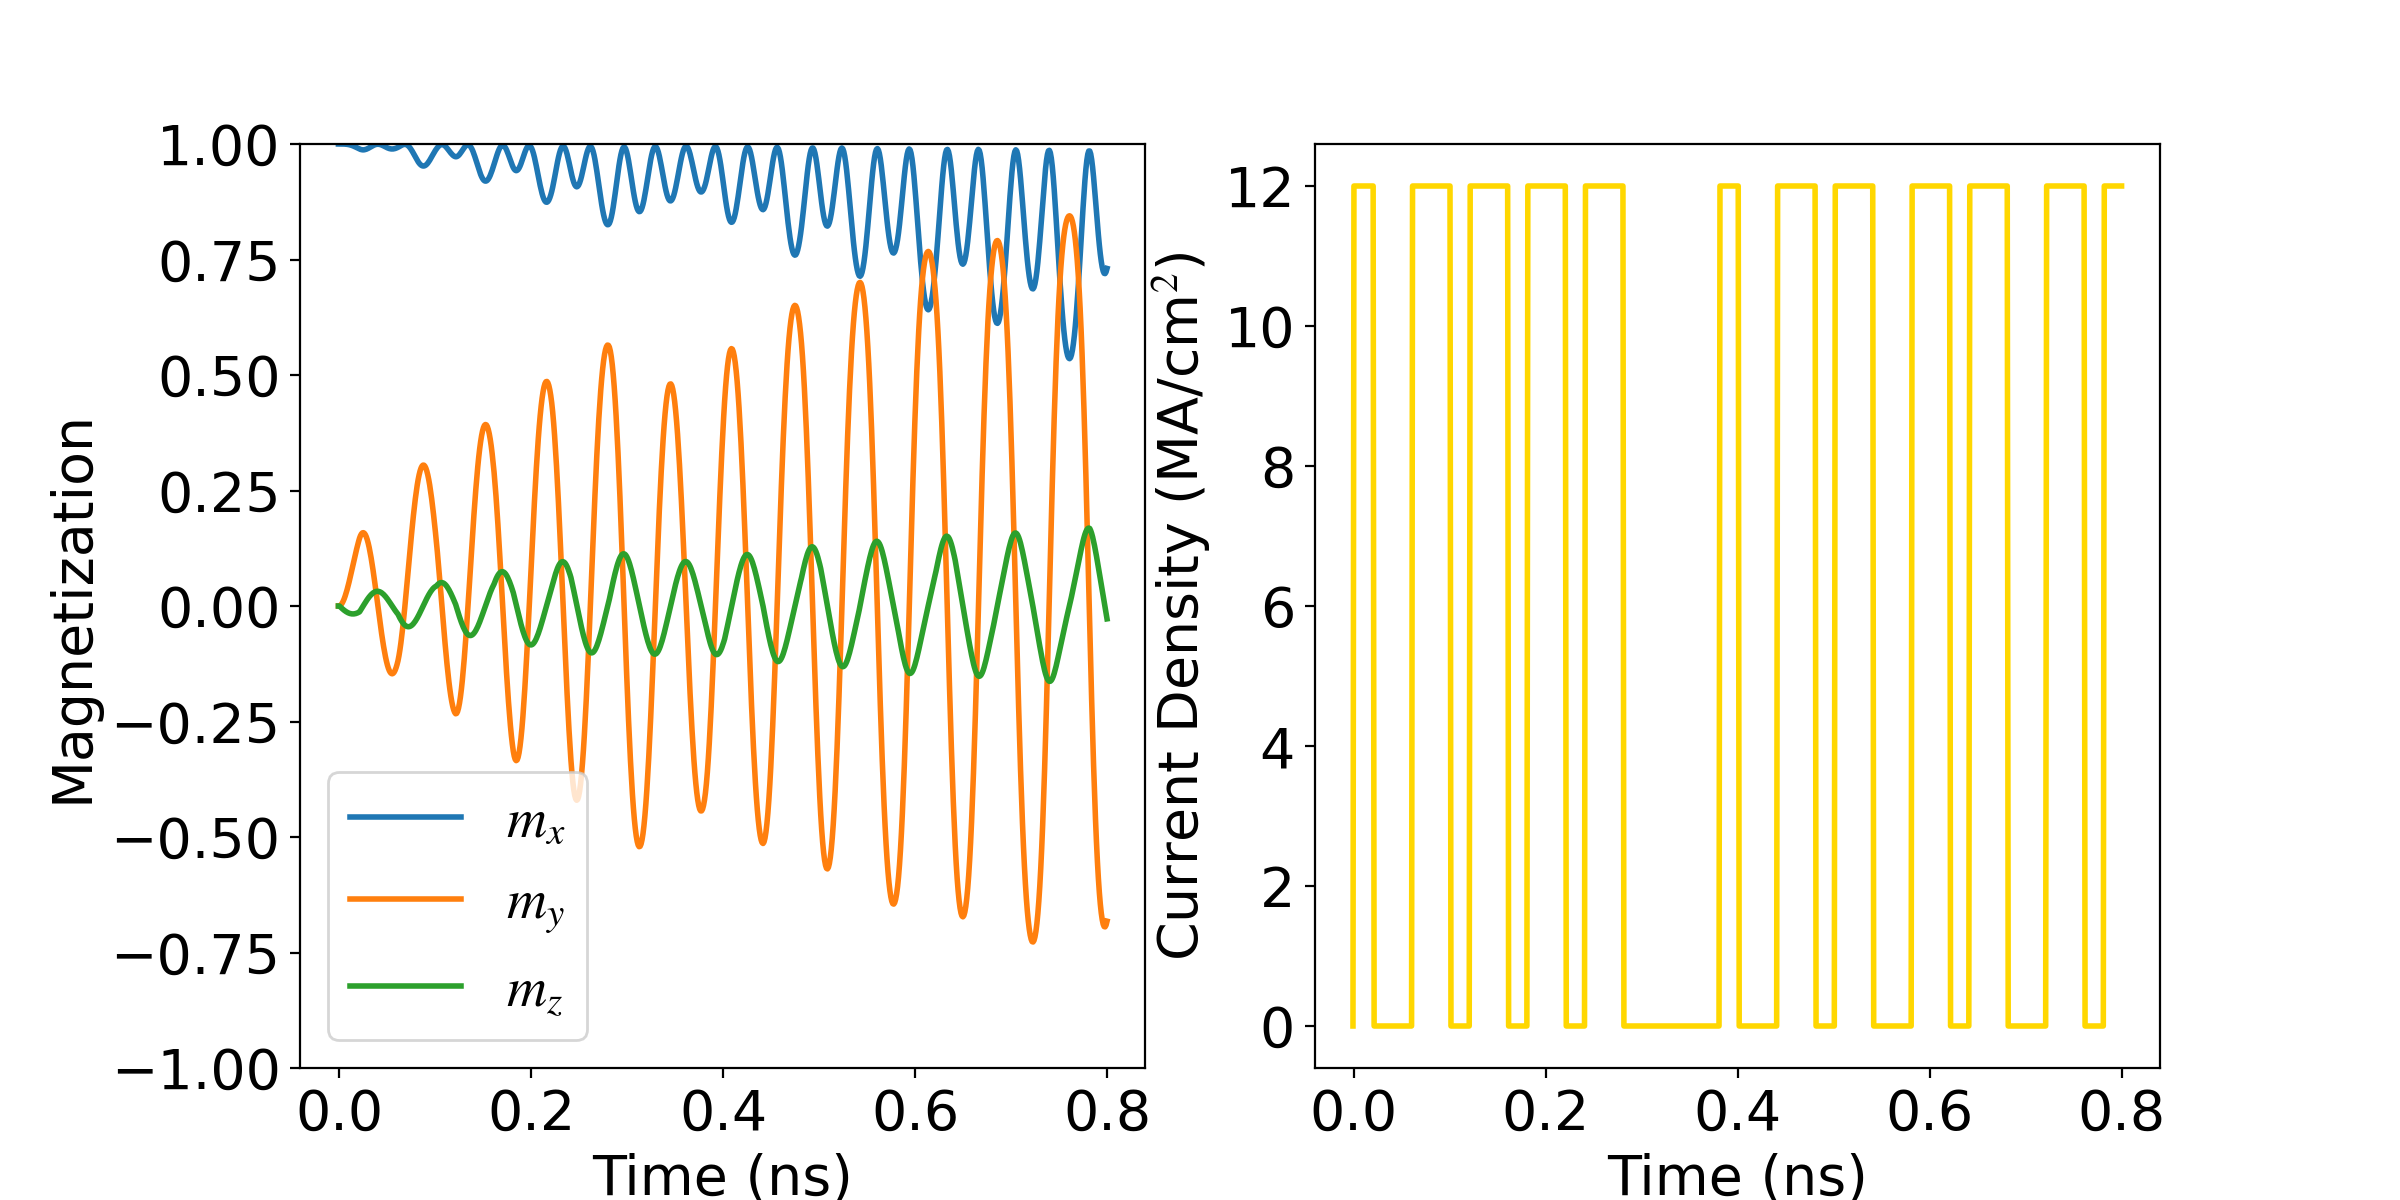 Magnetization
1.00
0.75
0.50
0.25
0.00
−0.25
−0.50
−0.75
−1.00
0.0 0.2 0.4 0.6 0.8
Time (ns)
m_x
m_y
m_z
Current Density (MA/cm²)
12
10
8
6
4
2
0
0.0 0.2 0.4 0.6 0.8
Time (ns)